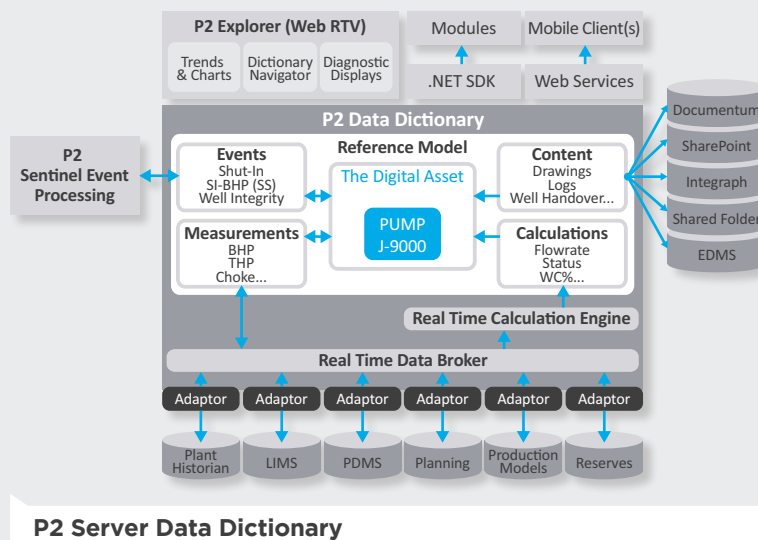 P2 Explorer (Web RTV)
Trends
& Charts
Dictionary
Navigator
Diagnostic
Displays
Modules
Mobile Client(s)
.NET SDK
Web Services
P2 Data Dictionary
P2
Sentinel Event
Processing
Reference Model
Events
Shut-In
SI-BHP (SS)
Well Integrity
The Digital Asset
PUMP
J-9000
Content
Drawings
Logs
Well Handover...
Measurements
BHP
THP
Choke...
Calculations
Flowrate
Status
WC%...
Documentum
SharePoint
Integraph
Shared Folder
EDMS
Real Time Calculation Engine
Real Time Data Broker
Adaptor
Adaptor
Adaptor
Adaptor
Adaptor
Adaptor
Plant
Historian
LIMS
PDMS
Planning
Production
Models
Reserves
P2 Server Data Dictionary